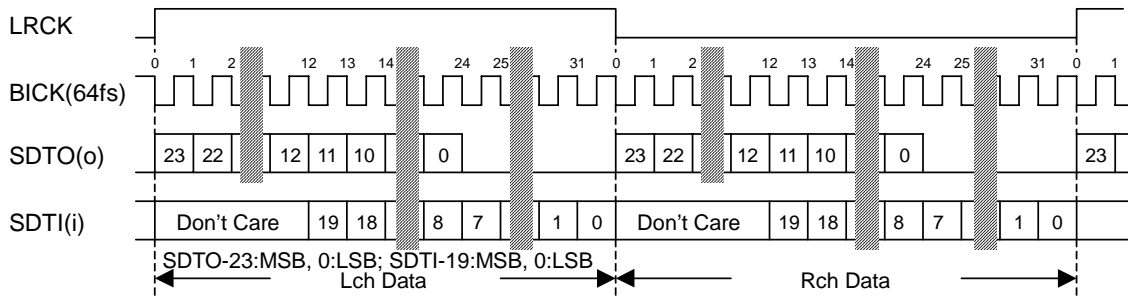 LRCK
0 1 2 12 13 14 24 25 31 0 1 2 12 13 14 24 25 31 0 1
BICK(64fs)
SDTO(o) 23 22 12 11 10 0 23 22 12 11 10 0 23
SDTI(i) Don't Care 19 18 8 7 1 0 Don't Care 19 18 8 7 1 0
SDTO-23:MSB, 0:LSB; SDTI-19:MSB, 0:LSB
Lch Data Rch Data